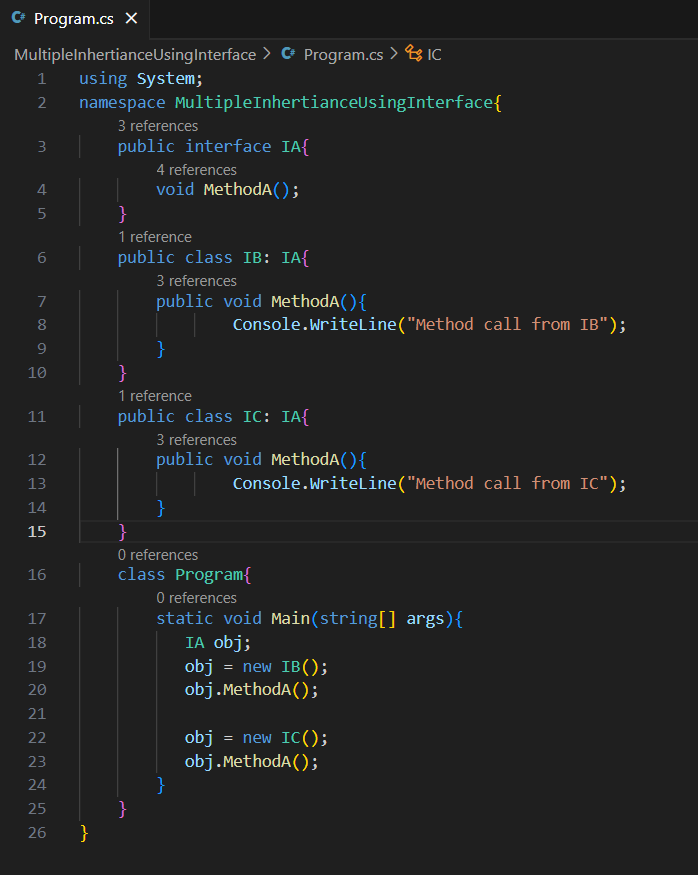 C# Program.cs ×
MultipleInhertianceUsingInterface > C# Program.cs > IC
1 using System;
2 namespace MultipleInhertianceUsingInterface{
3 references
3 public interface IA{
4 references
4 void MethodA();
5 }
1 reference
6 public class IB: IA{
3 references
7 public void MethodA(){
8 Console.WriteLine("Method call from IB");
9 }
10 }
1 reference
11 public class IC: IA{
3 references
12 public void MethodA(){
13 Console.WriteLine("Method call from IC");
14 }
15 }
0 references
16 class Program{
0 references
17 static void Main(string[] args){
18 IA obj;
19 obj = new IB();
20 obj.MethodA();
21
22 obj = new IC();
23 obj.MethodA();
24 }
25 }
26 }